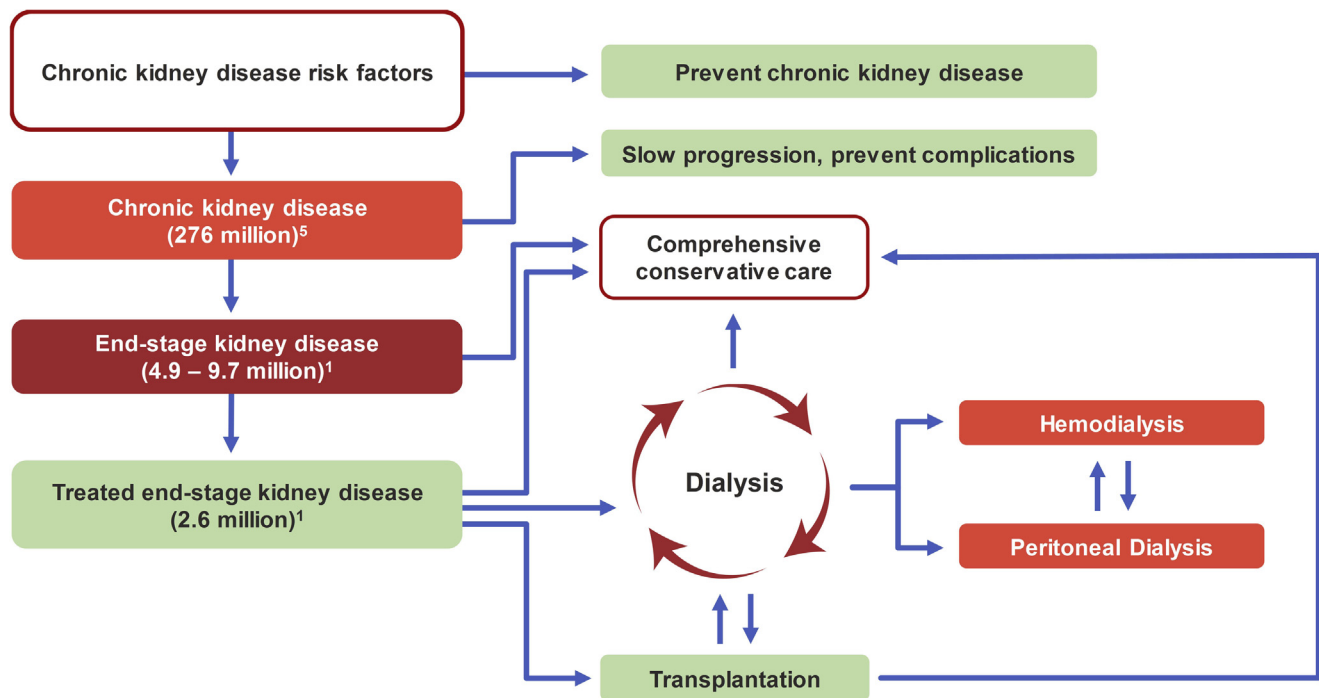 Chronic kidney disease risk factors
Prevent chronic kidney disease
Slow progression, prevent complications
Chronic kidney disease
(276 million)⁵
Comprehensive
conservative care
End-stage kidney disease
(4.9 – 9.7 million)¹
Hemodialysis
Treated end-stage kidney disease
(2.6 million)¹
Dialysis
Peritoneal Dialysis
Transplantation